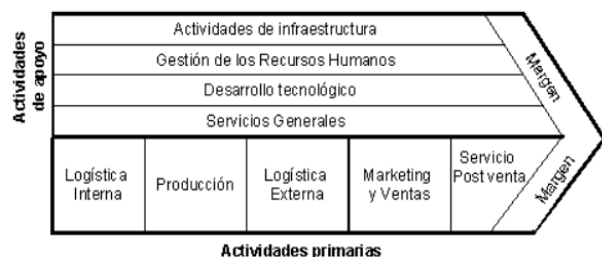 Actividades
de apoyo
Actividades de infraestructura
Gestión de los Recursos Humanos
Desarrollo tecnológico
Servicios Generales
Margen
Logística
Interna
Producción
Logística
Externa
Marketing
y Ventas
Servicio
Post venta
Margen
Actividades primarias